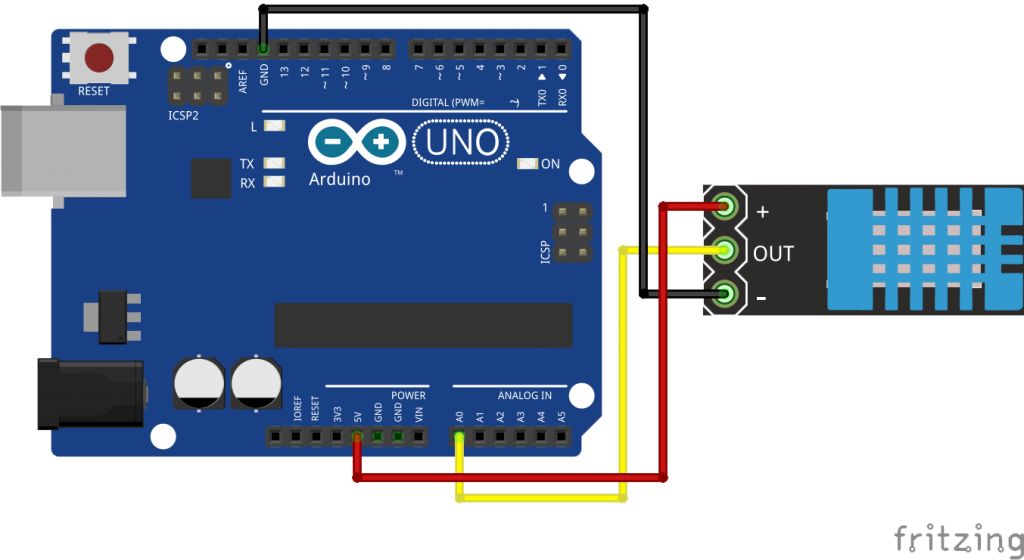 RESET
ICSP2
AREF
GND
13
12
~11
~10
~9
8
7
~6
~5
4
~3
2
TX0 ▶ 1
RX0 ◀ 0
DIGITAL (PWM= ~)
L
TX
RX
UNO
Arduino
TM
ON
1
ICSP
+
OUT
-
POWER
ANALOG IN
IOREF
RESET
3V3
5V
GND
GND
VIN
A0
A1
A2
A3
A4
A5
fritzing